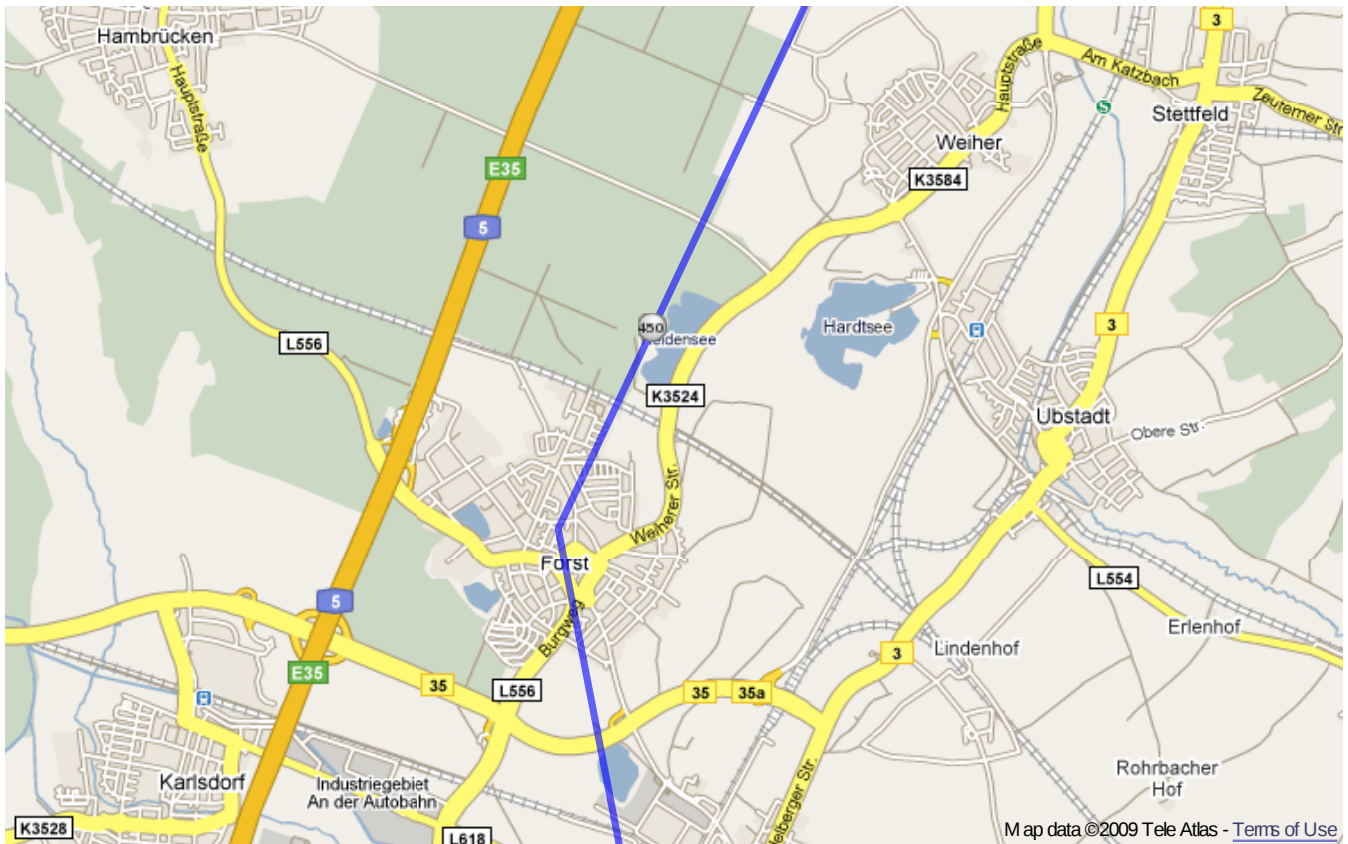 Hambrücken
Hauptstraße
3
Hauptstraße
Am Katzbach
Zeuterner Str
Stettfeld
Weiher
E35
K3584
5
3
450
Heidensee
Hardtsee
L556
K3524
Ubstadt
Obere Str.
Weiherer Str.
Forst
L554
5
Burgweg
Erlenhof
3
Lindenhof
E35
35
L556
35
35a
Karlsdorf
Industriegebiet
An der Autobahn
Rohrbacher
Hof
K3528
L618
Map data ©2009 Tele Atlas - Terms of Use